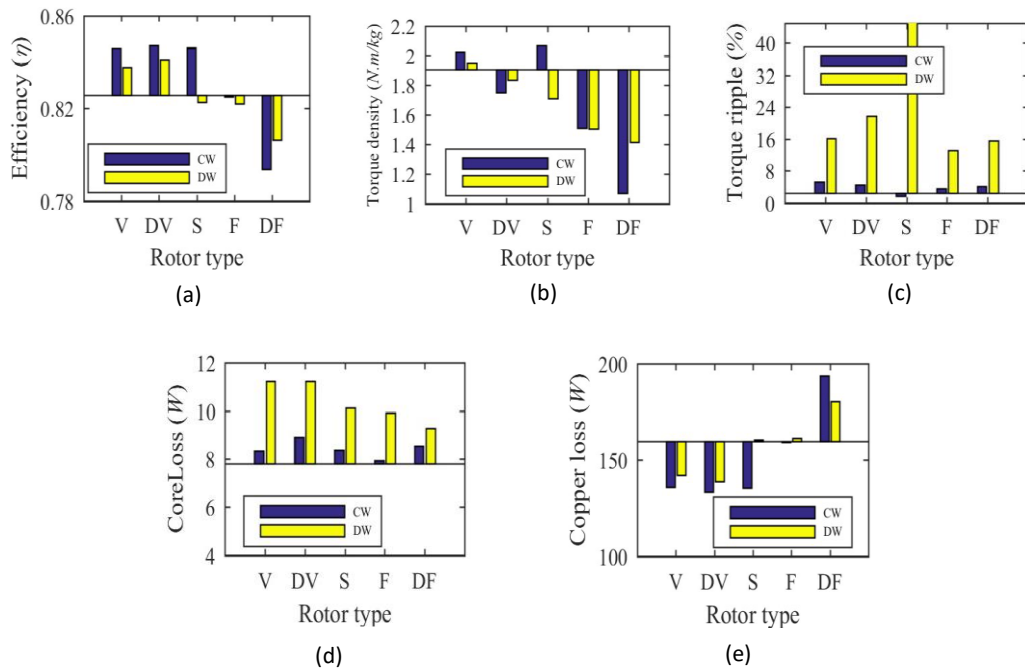 Efficiency (η)
0.86
0.82
0.78
CW
DW
V DV S F DF
Rotor type
(a)
Torque density (N.m/kg)
2.2
2
1.8
1.6
1.4
1.2
1
CW
DW
V DV S F DF
Rotor type
(b)
Torque ripple (%)
40
32
24
16
8
0
CW
DW
V DV S F DF
Rotor type
(c)
CoreLoss (W)
12
10
8
6
4
CW
DW
V DV S F DF
Rotor type
(d)
Copper loss (W)
200
150
100
CW
DW
V DV S F DF
Rotor type
(e)